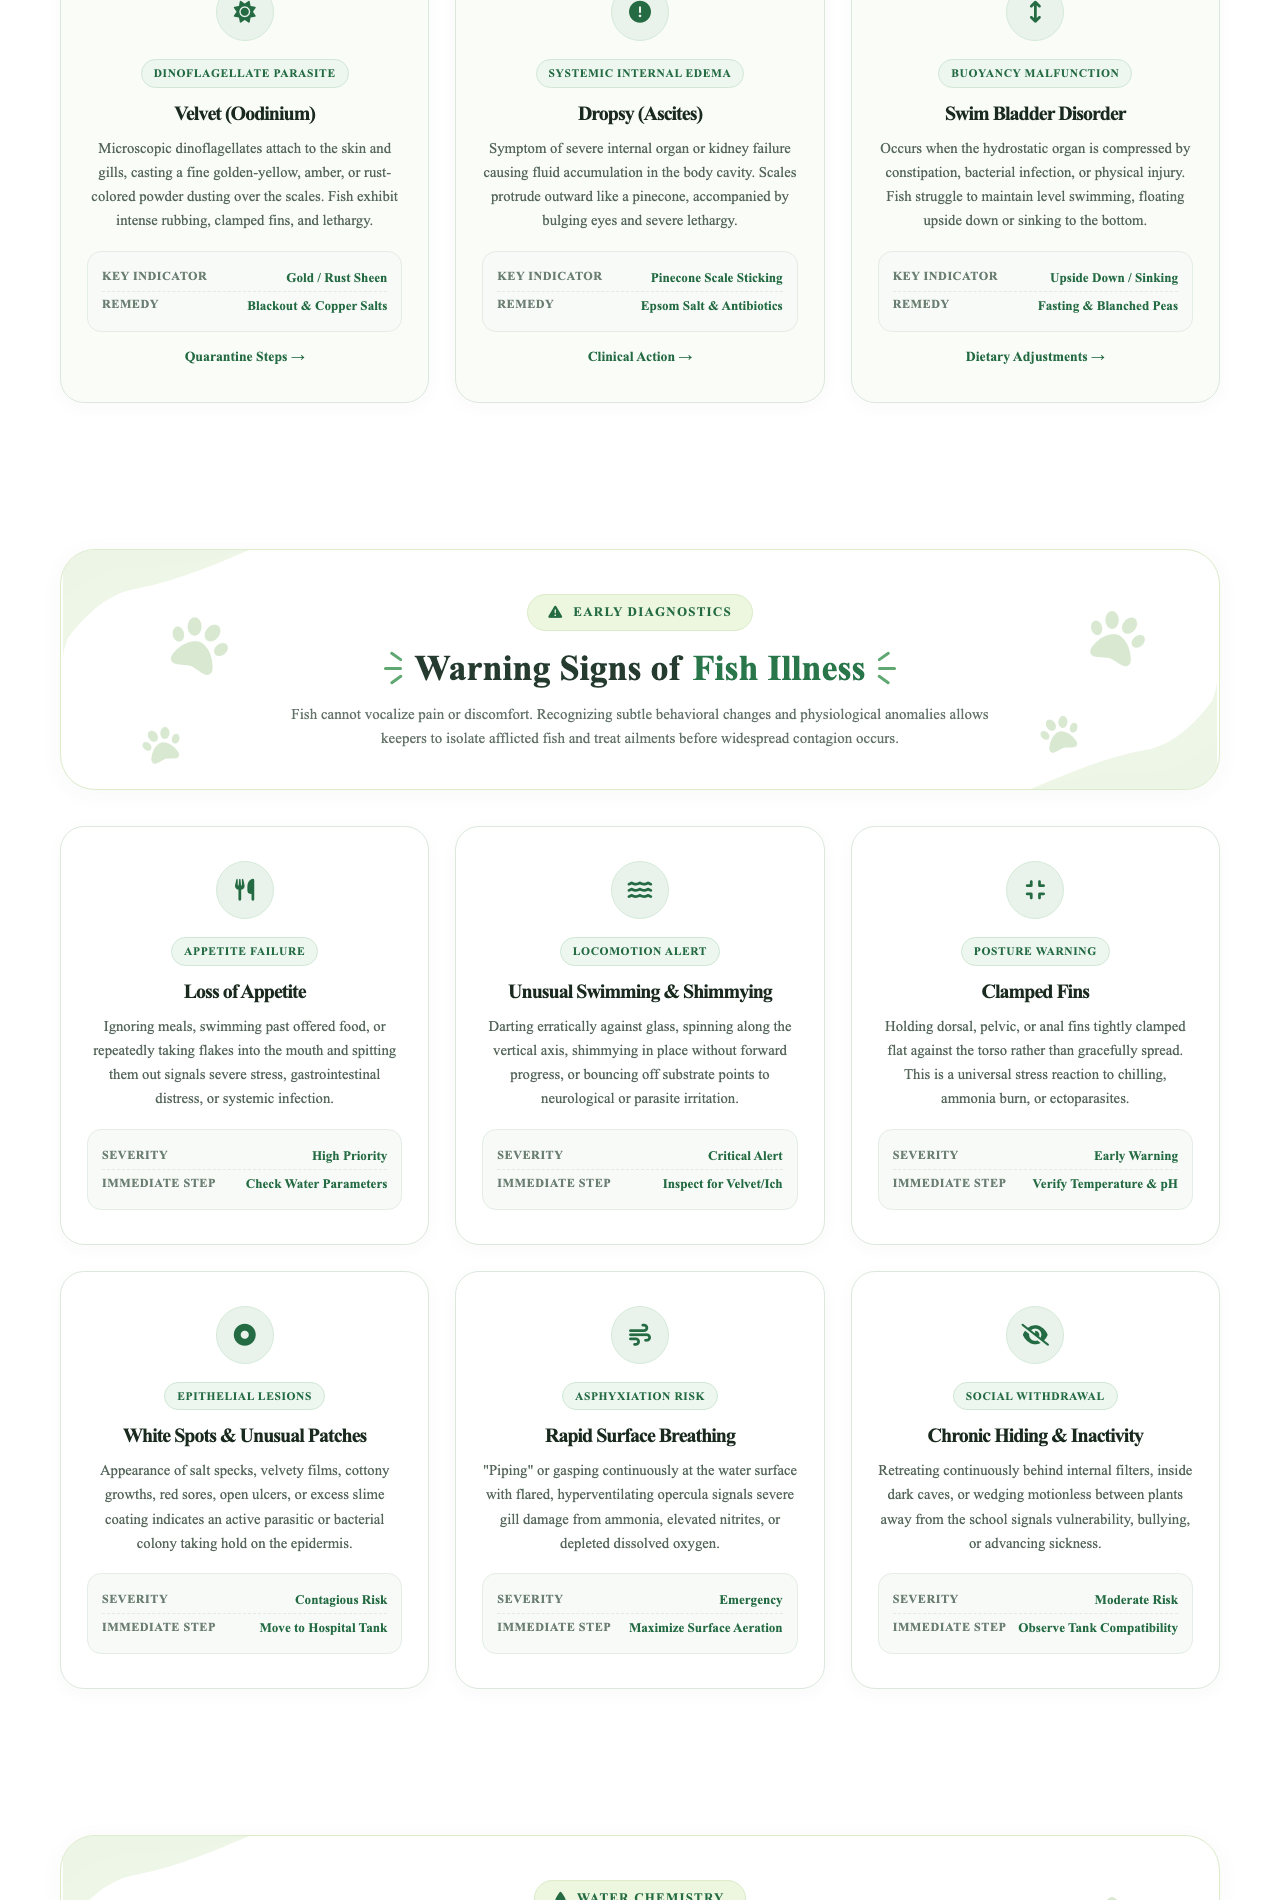 DINOFLAGELLATE PARASITE
Velvet (Oodinium)
Microscopic dinoflagellates attach to the skin and
gills, casting a fine golden-yellow, amber, or rust-
colored powder dusting over the scales. Fish exhibit
intense rubbing, clamped fins, and lethargy.
KEY INDICATOR Gold / Rust Sheen
REMEDY Blackout & Copper Salts
Quarantine Steps →
SYSTEMIC INTERNAL EDEMA
Dropsy (Ascites)
Symptom of severe internal organ or kidney failure
causing fluid accumulation in the body cavity. Scales
protrude outward like a pinecone, accompanied by
bulging eyes and severe lethargy.
KEY INDICATOR Pinecone Scale Sticking
REMEDY Epsom Salt & Antibiotics
Clinical Action →
BUOYANCY MALFUNCTION
Swim Bladder Disorder
Occurs when the hydrostatic organ is compressed by
constipation, bacterial infection, or physical injury.
Fish struggle to maintain level swimming, floating
upside down or sinking to the bottom.
KEY INDICATOR Upside Down / Sinking
REMEDY Fasting & Blanched Peas
Dietary Adjustments →
EARLY DIAGNOSTICS
Warning Signs of Fish Illness
Fish cannot vocalize pain or discomfort. Recognizing subtle behavioral changes and physiological anomalies allows
keepers to isolate afflicted fish and treat ailments before widespread contagion occurs.
APPETITE FAILURE
Loss of Appetite
Ignoring meals, swimming past offered food, or
repeatedly taking flakes into the mouth and spitting
them out signals severe stress, gastrointestinal
distress, or systemic infection.
SEVERITY High Priority
IMMEDIATE STEP Check Water Parameters
LOCOMOTION ALERT
Unusual Swimming & Shimmying
Darting erratically against glass, spinning along the
vertical axis, shimmying in place without forward
progress, or bouncing off substrate points to
neurological or parasite irritation.
SEVERITY Critical Alert
IMMEDIATE STEP Inspect for Velvet/Ich
POSTURE WARNING
Clamped Fins
Holding dorsal, pelvic, or anal fins tightly clamped
flat against the torso rather than gracefully spread.
This is a universal stress reaction to chilling,
ammonia burn, or ectoparasites.
SEVERITY Early Warning
IMMEDIATE STEP Verify Temperature & pH
EPITHELIAL LESIONS
White Spots & Unusual Patches
Appearance of salt specks, velvety films, cottony
growths, red sores, open ulcers, or excess slime
coating indicates an active parasitic or bacterial
colony taking hold on the epidermis.
SEVERITY Contagious Risk
IMMEDIATE STEP Move to Hospital Tank
ASPHYXIATION RISK
Rapid Surface Breathing
"Piping" or gasping continuously at the water surface
with flared, hyperventilating opercula signals severe
gill damage from ammonia, elevated nitrites, or
depleted dissolved oxygen.
SEVERITY Emergency
IMMEDIATE STEP Maximize Surface Aeration
SOCIAL WITHDRAWAL
Chronic Hiding & Inactivity
Retreating continuously behind internal filters, inside
dark caves, or wedging motionless between plants
away from the school signals vulnerability, bullying,
or advancing sickness.
SEVERITY Moderate Risk
IMMEDIATE STEP Observe Tank Compatibility
WATER CHEMISTRY